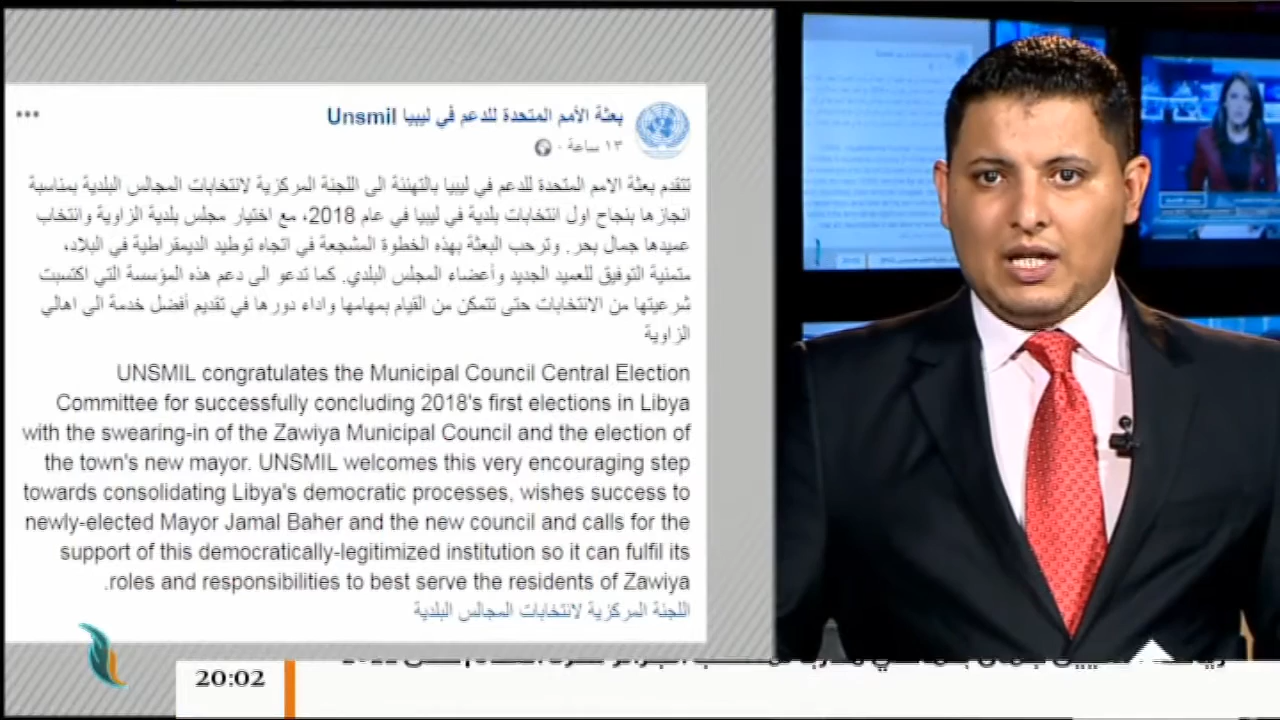 بعثة الأمم المتحدة للدعم في ليبيا Unsmil
١٣ ساعة ·
تتقدم بعثة الامم المتحدة للدعم في ليبيا بالتهنئة الى اللجنة المركزية لانتخابات المجالس البلدية بمناسبة
انجازها بنجاح اول انتخابات بلدية في ليبيا في عام 2018، مع اختيار مجلس بلدية الزاوية وانتخاب
عميدها جمال بحر. وترحب البعثة بهذه الخطوة المشجعة في اتجاه توطيد الديمقراطية في البلاد،
متمنية التوفيق للعميد الجديد وأعضاء المجلس البلدي. كما تدعو الى دعم هذه المؤسسة التي اكتسبت
شرعيتها من الانتخابات حتى تتمكن من القيام بمهامها واداء دورها في تقديم أفضل خدمة الى اهالي
الزاوية
UNSMIL congratulates the Municipal Council Central Election
Committee for successfully concluding 2018's first elections in Libya
with the swearing-in of the Zawiya Municipal Council and the election of
the town's new mayor. UNSMIL welcomes this very encouraging step
towards consolidating Libya's democratic processes, wishes success to
newly-elected Mayor Jamal Baher and the new council and calls for the
support of this democratically-legitimized institution so it can fulfil its
.roles and responsibilities to best serve the residents of Zawiya
اللجنة المركزية لانتخابات المجالس البلدية
20:02